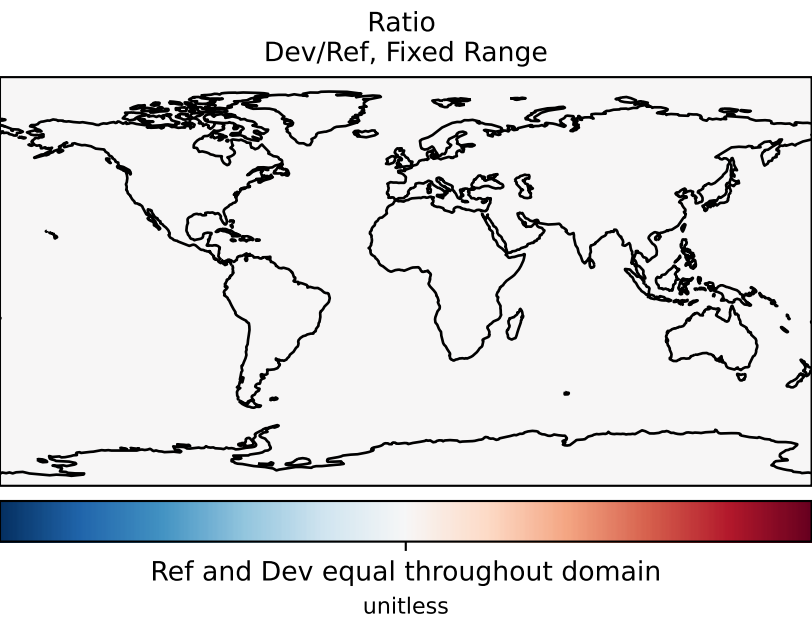 Ratio
Dev/Ref, Fixed Range
Ref and Dev equal throughout domain
unitless